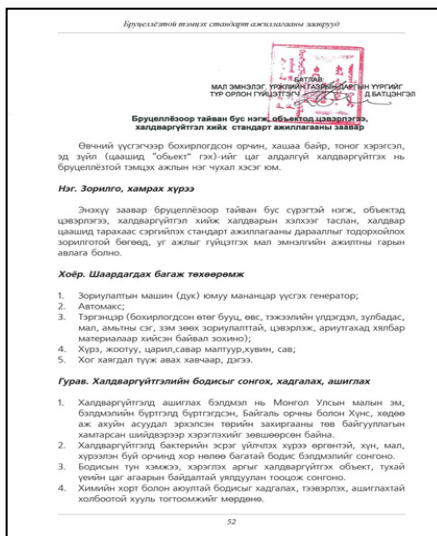 Бруцеллёзтой тэмцэх стандарт ажиллагааны заавруud
БАТЛАВ:
МАЛ ЭМНЭЛЭГ, ҮРЖЛИЙН ГАЗРЫН ДАРГЫН ҮҮРГИЙГ
ТҮР ОРЛОН ГҮЙЦЭТГЭГЧ Д.БАТЦЭНГЭЛ
Бруцеллёзоор тайван бус нэгж, объектод цэвэрлэгээ,
халдваргүйтгэл хийх стандарт ажиллагааны заавар
Өвчний үүсгэгчээр бохирлогдсон орчин, хашаа байр, тоног хэрэгсэл,
эд зүйл (цаашид "обьект" гэх)-ийг цаг алдалгүй халдваргүйтгэх нь
бруцеллёзтой тэмцэх ажлын нэг чухал хэсэг юм.
Нэг. Зорилго, хамрах хүрээ
Энэхүү заавар бруцеллёзоор тайван бус сүрэгтэй нэгж, объектод
цэвэрлэгээ, халдваргүйтгэл хийж халдварын хэлхээг таслан, халдвар
цаашид тарахаас сэргийлэх стандарт ажиллагааны дарааллыг тодорхойлох
зорилготой бөгөөд, уг ажлыг гүйцэтгэх мал эмнэлгийн ажилтны гарын
авлага болно.
Хоёр. Шаардагдах багаж төхөөрөмж
1. Зориулалтын машин (дук) юмуу мананцар үүсгэх генератор;
2. Автомакс;
3. Тэргэнцэр (бохирлогдсон өтөг бууц, өвс, тэжээлийн үлдэгдэл, зулбадас,
мал, амьтны сэг, зэм зөөх зориулалттай, цэвэрлэж, ариутгахад хялбар
материалаар хийсэн байвал зохино);
4. Хүрз, жоотуу, царил,савар малтуур,хувин, сав;
5. Хог хаягдал түүж авах хавчаар, дэгээ.
Гурав. Халдваргүйтгэлийн бодисыг сонгох, хадгалах, ашиглах
1. Халдваргүйтгэлд ашиглах бэлдмэл нь Монгол Улсын малын эм,
бэлдмэлийн бүртгэлд бүртгэгдсэн, Байгаль орчны болон Хүнс, хөдөө
аж ахуйн асуудал эрхэлсэн төрийн захиргааны төв байгууллагын
хамтарсан шийдвэрээр хэрэглэхийг зөвшөөрсөн байна.
2. Халдваргүйтгэлд бактерийн эсрэг үйлчлэх хүрээ өргөнтэй, хүн, мал,
хүрээлэн буй орчинд хор нөлөө багатай бодис бэлдмэлийг сонгоно.
3. Бодисын тун хэмжээ, хэрэглэх аргыг халдваргүйтгэх объект, тухай
үеийн цаг агаарын байдалтай уялдуулан тооцож сонгоно.
4. Химийн хорт болон аюултай бодисыг хадгалах, тээвэрлэх, ашиглахтай
холбоотой хууль тогтоомжийг мөрдөнө.
52